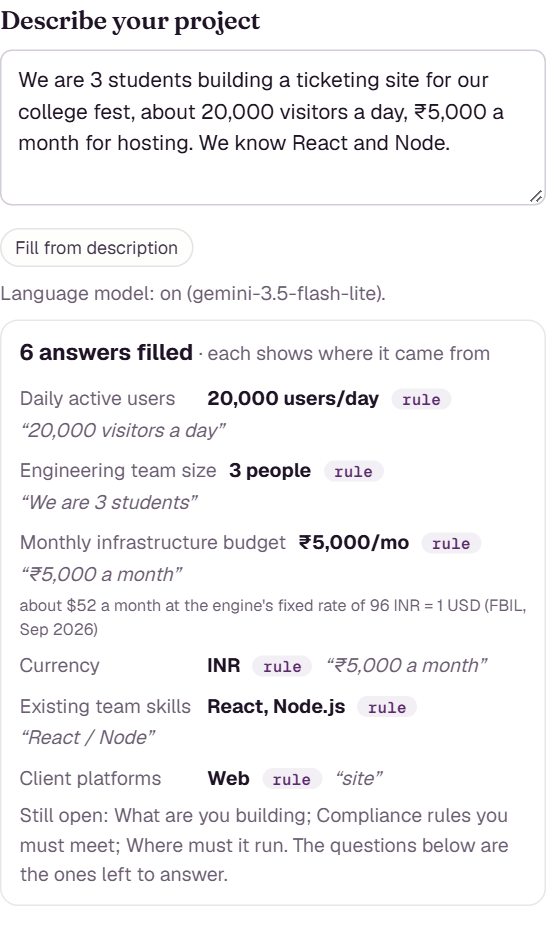 Describe your project
We are 3 students building a ticketing site for our
college fest, about 20,000 visitors a day, ₹5,000 a
month for hosting. We know React and Node.
Fill from description
Language model: on (gemini-3.5-flash-lite).
6 answers filled · each shows where it came from
Daily active users 20,000 users/day rule
“20,000 visitors a day”
Engineering team size 3 people rule
“We are 3 students”
Monthly infrastructure budget ₹5,000/mo rule
“₹5,000 a month”
about $52 a month at the engine's fixed rate of 96 INR = 1 USD (FBIL,
Sep 2026)
Currency INR rule “₹5,000 a month”
Existing team skills React, Node.js rule
“React / Node”
Client platforms Web rule “site”
Still open: What are you building; Compliance rules you
must meet; Where must it run. The questions below are
the ones left to answer.